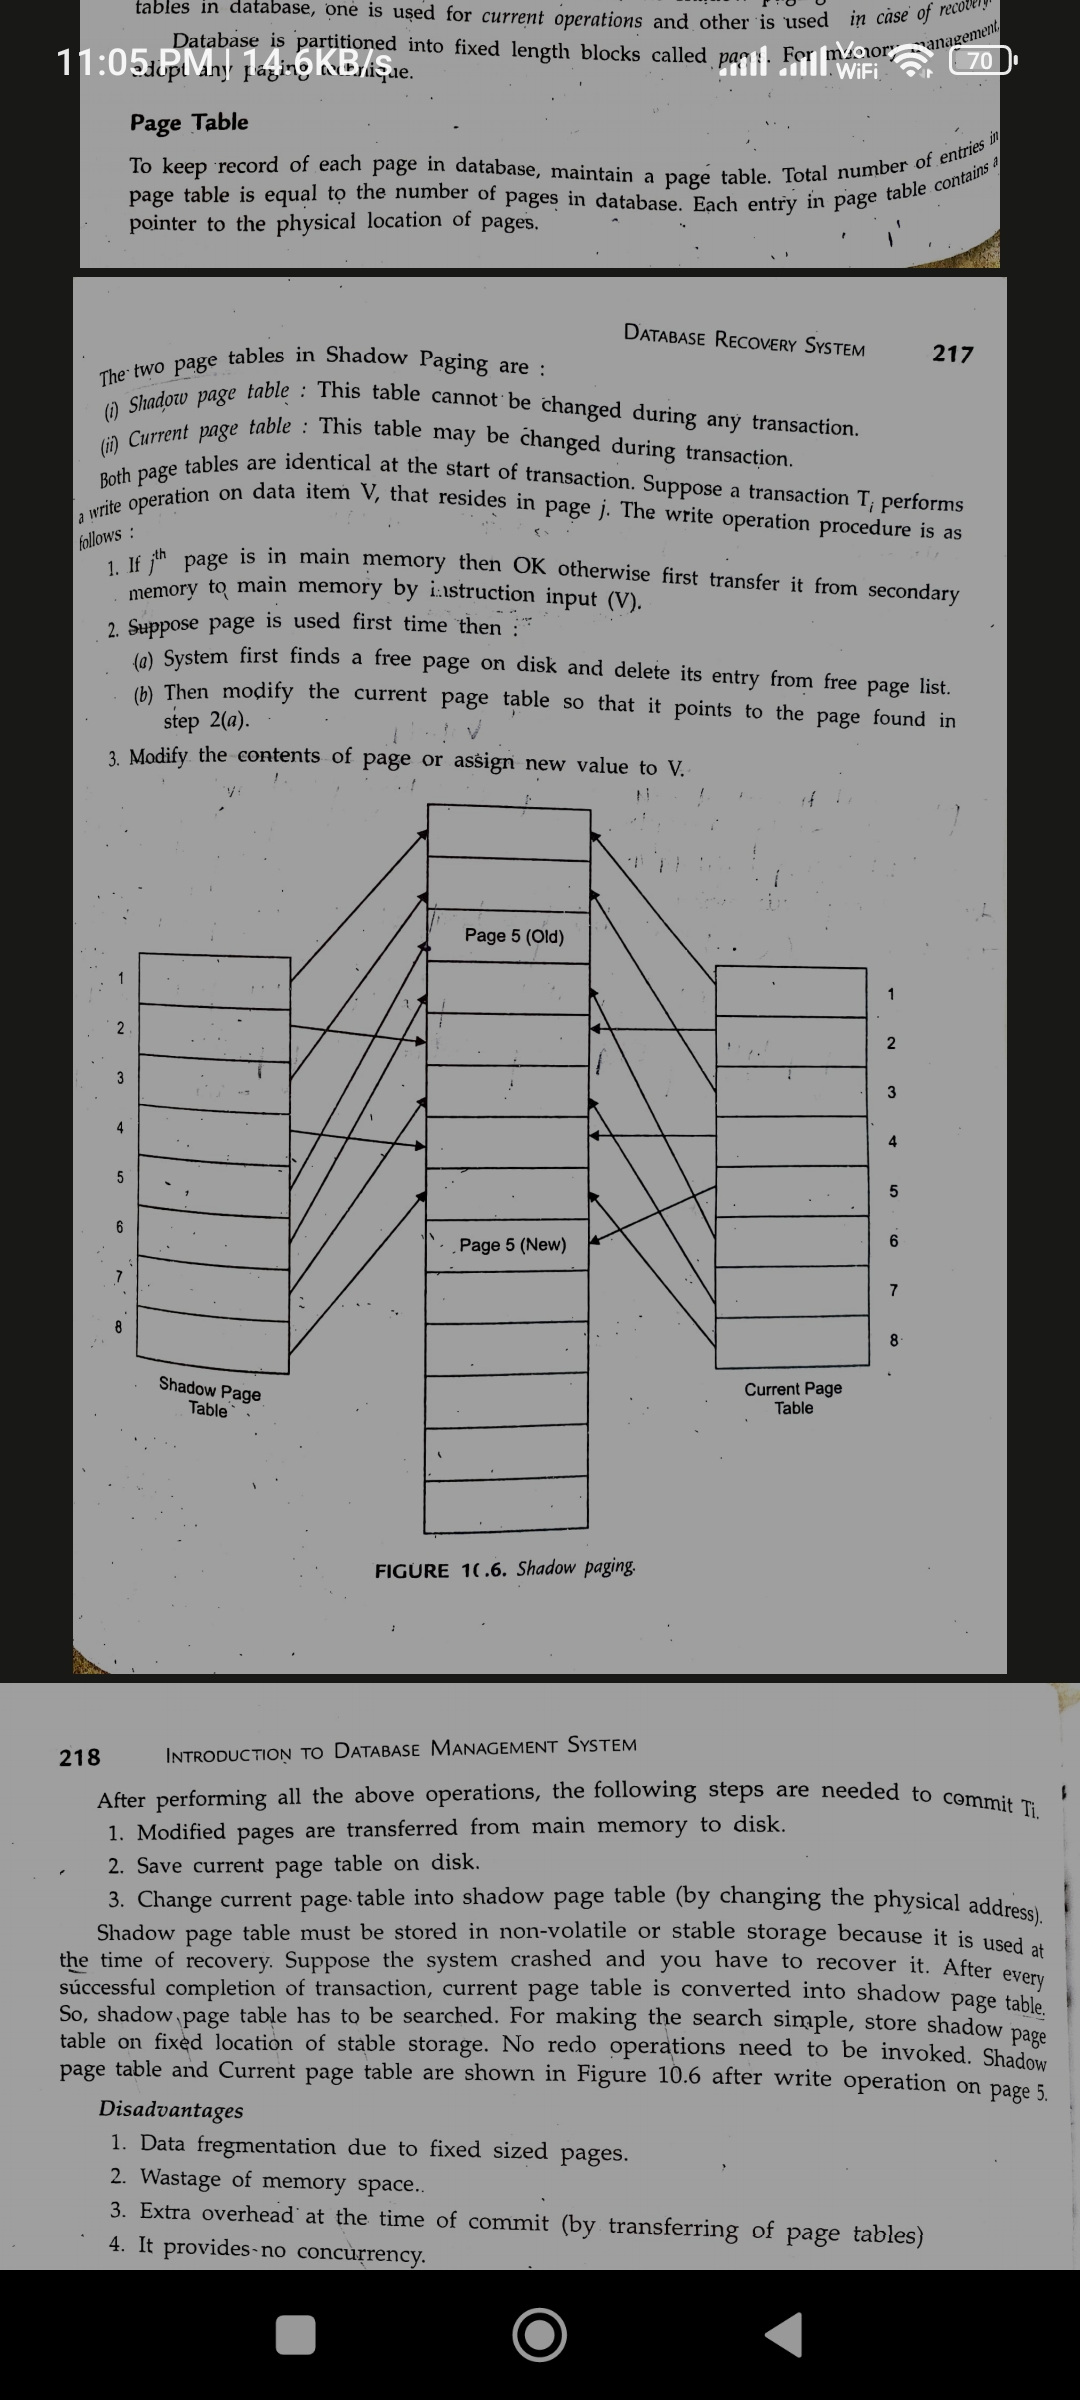 tables in database, one is used for current operations and other is used in case of recovery.
Database is partitioned into fixed length blocks called pages. For memory management,
11:05 PM | 14.6KB/s
Vo
WiFi
70
adopt any paging technique.
Page Table
To keep record of each page in database, maintain a page table. Total number of entries in
page table is equal to the number of pages in database. Each entry in page table contains a
pointer to the physical location of pages.
DATABASE RECOVERY SYSTEM 217
The two page tables in Shadow Paging are :
(i) Shadow page table : This table cannot be changed during any transaction.
(ii) Current page table : This table may be changed during transaction.
Both page tables are identical at the start of transaction. Suppose a transaction Ti performs
a write operation on data item V, that resides in page j. The write operation procedure is as
follows :
1. If jth page is in main memory then OK otherwise first transfer it from secondary
memory to main memory by instruction input (V).
2. Suppose page is used first time then :
(a) System first finds a free page on disk and delete its entry from free page list.
(b) Then modify the current page table so that it points to the page found in
step 2(a).
3. Modify the contents of page or assign new value to V.
Page 5 (Old)
Page 5 (New)
1
2
3
4
5
6
7
8
Shadow Page
Table
1
2
3
4
5
6
7
8
Current Page
Table
FIGURE 10.6. Shadow paging.
218 INTRODUCTION TO DATABASE MANAGEMENT SYSTEM
After performing all the above operations, the following steps are needed to commit Ti.
1. Modified pages are transferred from main memory to disk.
2. Save current page table on disk.
3. Change current page table into shadow page table (by changing the physical address).
Shadow page table must be stored in non-volatile or stable storage because it is used at
the time of recovery. Suppose the system crashed and you have to recover it. After every
successful completion of transaction, current page table is converted into shadow page table.
So, shadow page table has to be searched. For making the search simple, store shadow page
table on fixed location of stable storage. No redo operations need to be invoked. Shadow
page table and Current page table are shown in Figure 10.6 after write operation on page 5.
Disadvantages
1. Data fregmentation due to fixed sized pages.
2. Wastage of memory space..
3. Extra overhead at the time of commit (by transferring of page tables)
4. It provides no concurrency.